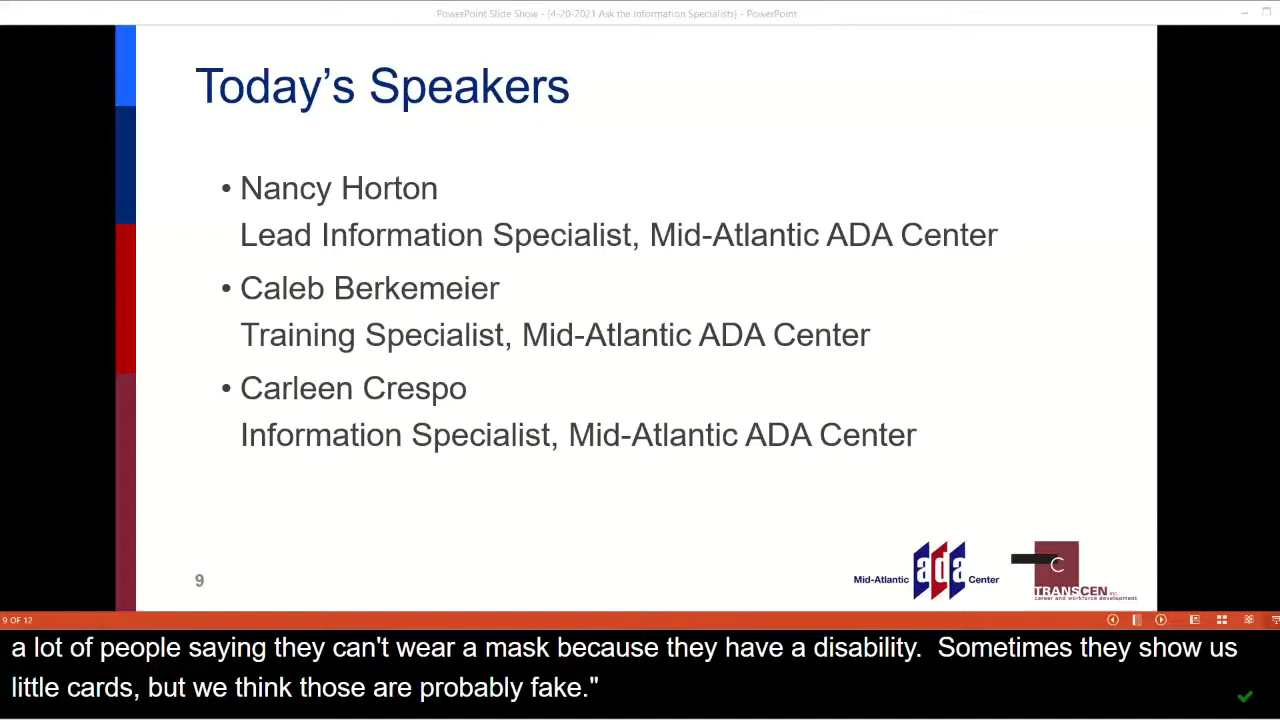 PowerPoint Slide Show - [4-20-2021 Ask the Information Specialists] - PowerPoint
Today's Speakers
• Nancy Horton
Lead Information Specialist, Mid-Atlantic ADA Center
• Caleb Berkemeier
Training Specialist, Mid-Atlantic ADA Center
• Carleen Crespo
Information Specialist, Mid-Atlantic ADA Center
9
Mid-Atlantic ada Center
C
TRANSCEN inc.
career and workforce development
9 OF 12
a lot of people saying they can't wear a mask because they have a disability.  Sometimes they show us
little cards, but we think those are probably fake."